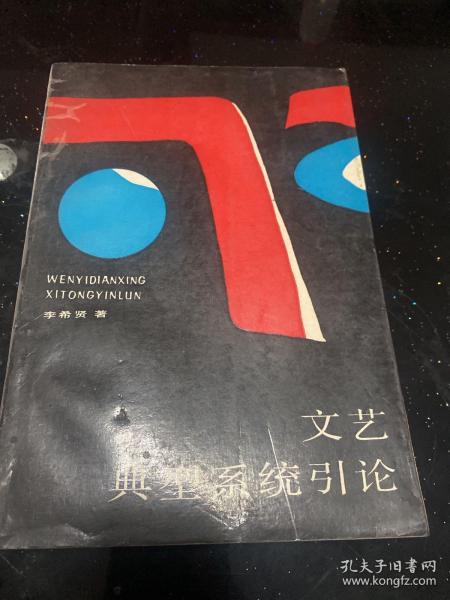 WENYIDIANXING
XITONGYINLUN
李希贤 著
文艺
典型系统引论
孔夫子旧书网
www.kongfz.com